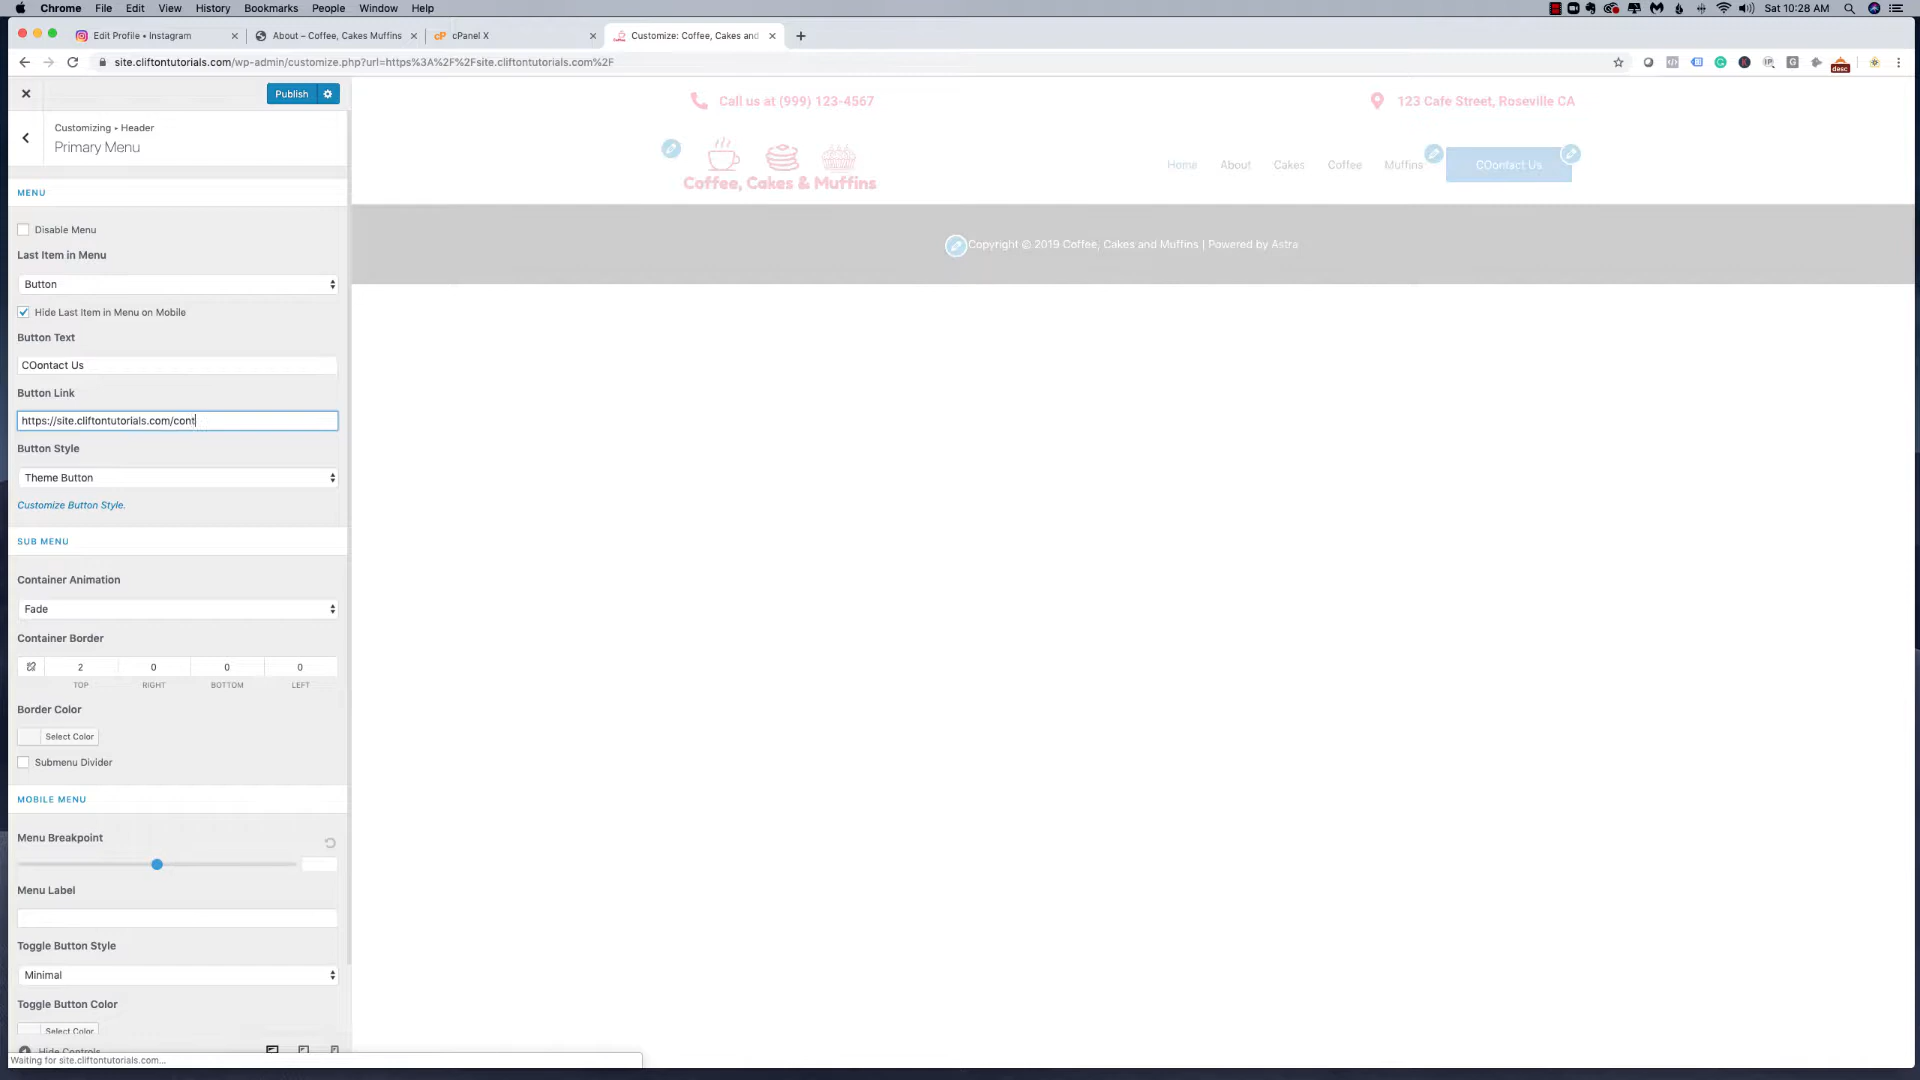 Chrome File Edit View History Bookmarks People Window Help
Sat 10:28 AM
Edit Profile • Instagram
About – Coffee, Cakes Muffins
cPanel X
Customize: Coffee, Cakes and
site.cliftontutorials.com/wp-admin/customize.php?url=https%3A%2F%2Fsite.cliftontutorials.com%2F
Publish
Customizing ▸ Header
Primary Menu
MENU
Disable Menu
Last Item in Menu
Button
Hide Last Item in Menu on Mobile
Button Text
COontact Us
Button Link
https://site.cliftontutorials.com/cont
Button Style
Theme Button
Customize Button Style.
SUB MENU
Container Animation
Fade
Container Border
2 0 0 0
TOP RIGHT BOTTOM LEFT
Border Color
Select Color
Submenu Divider
MOBILE MENU
Menu Breakpoint
Menu Label
Toggle Button Style
Minimal
Toggle Button Color
Select Color
Hide Controls
Waiting for site.cliftontutorials.com...
Call us at (999) 123-4567
123 Cafe Street, Roseville CA
Coffee, Cakes & Muffins
Home About Cakes Coffee Muffins COontact Us
Copyright © 2019 Coffee, Cakes and Muffins | Powered by Astra